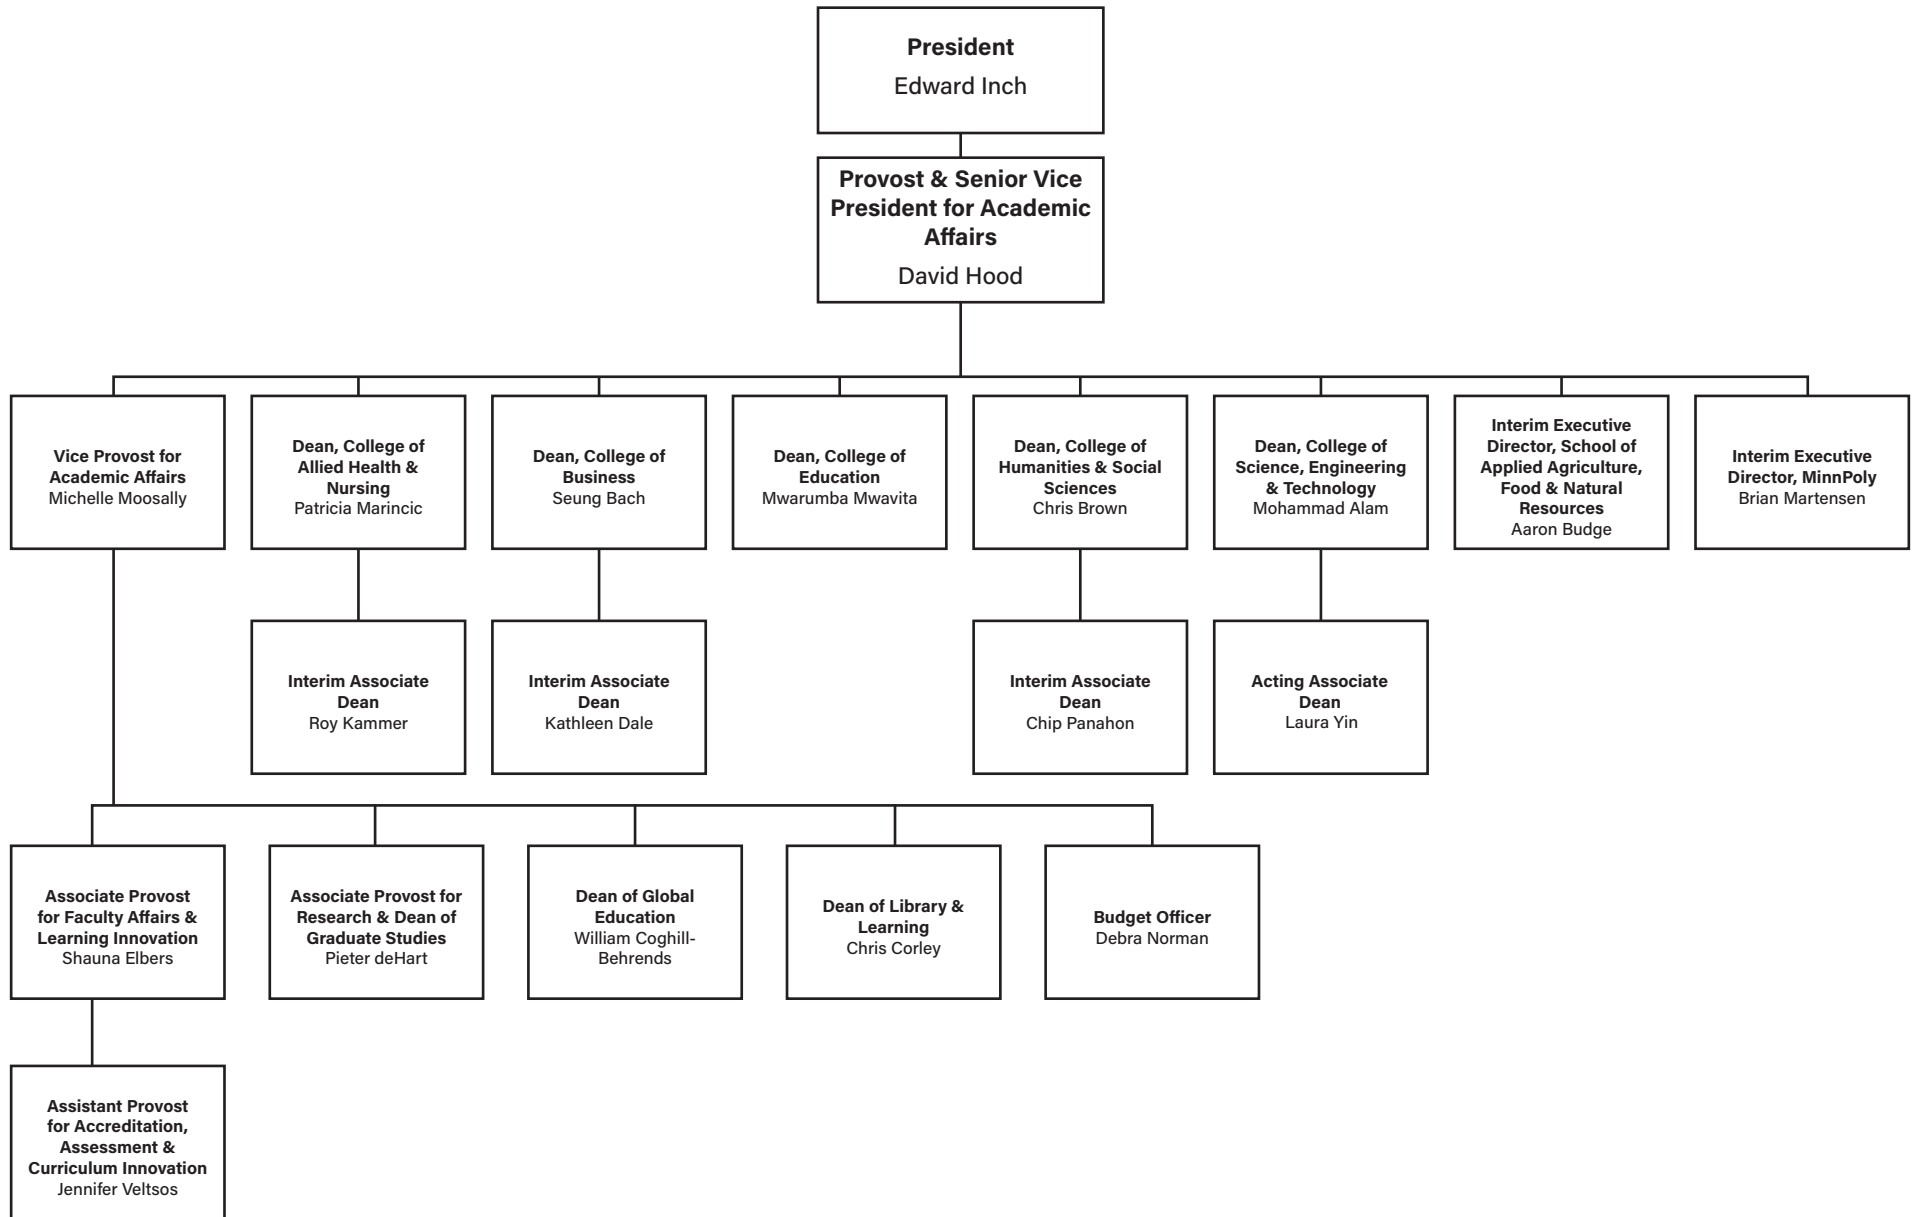 President
Edward Inch
Provost & Senior Vice
President for Academic
Affairs
David Hood
Vice Provost for
Academic Affairs
Michelle Moosally
Dean, College of
Allied Health &
Nursing
Patricia Marincic
Dean, College of
Business
Seung Bach
Dean, College of
Education
Mwarumba Mwavita
Dean, College of
Humanities & Social
Sciences
Chris Brown
Dean, College of
Science, Engineering
& Technology
Mohammad Alam
Interim Executive
Director, School of
Applied Agriculture,
Food & Natural
Resources
Aaron Budge
Interim Executive
Director, MinnPoly
Brian Martensen
Interim Associate
Dean
Roy Kammer
Interim Associate
Dean
Kathleen Dale
Interim Associate
Dean
Chip Panahon
Acting Associate
Dean
Laura Yin
Associate Provost
for Faculty Affairs &
Learning Innovation
Shauna Elbers
Associate Provost for
Research & Dean of
Graduate Studies
Pieter deHart
Dean of Global
Education
William Coghill-
Behrends
Dean of Library &
Learning
Chris Corley
Budget Officer
Debra Norman
Assistant Provost
for Accreditation,
Assessment &
Curriculum Innovation
Jennifer Veltsos